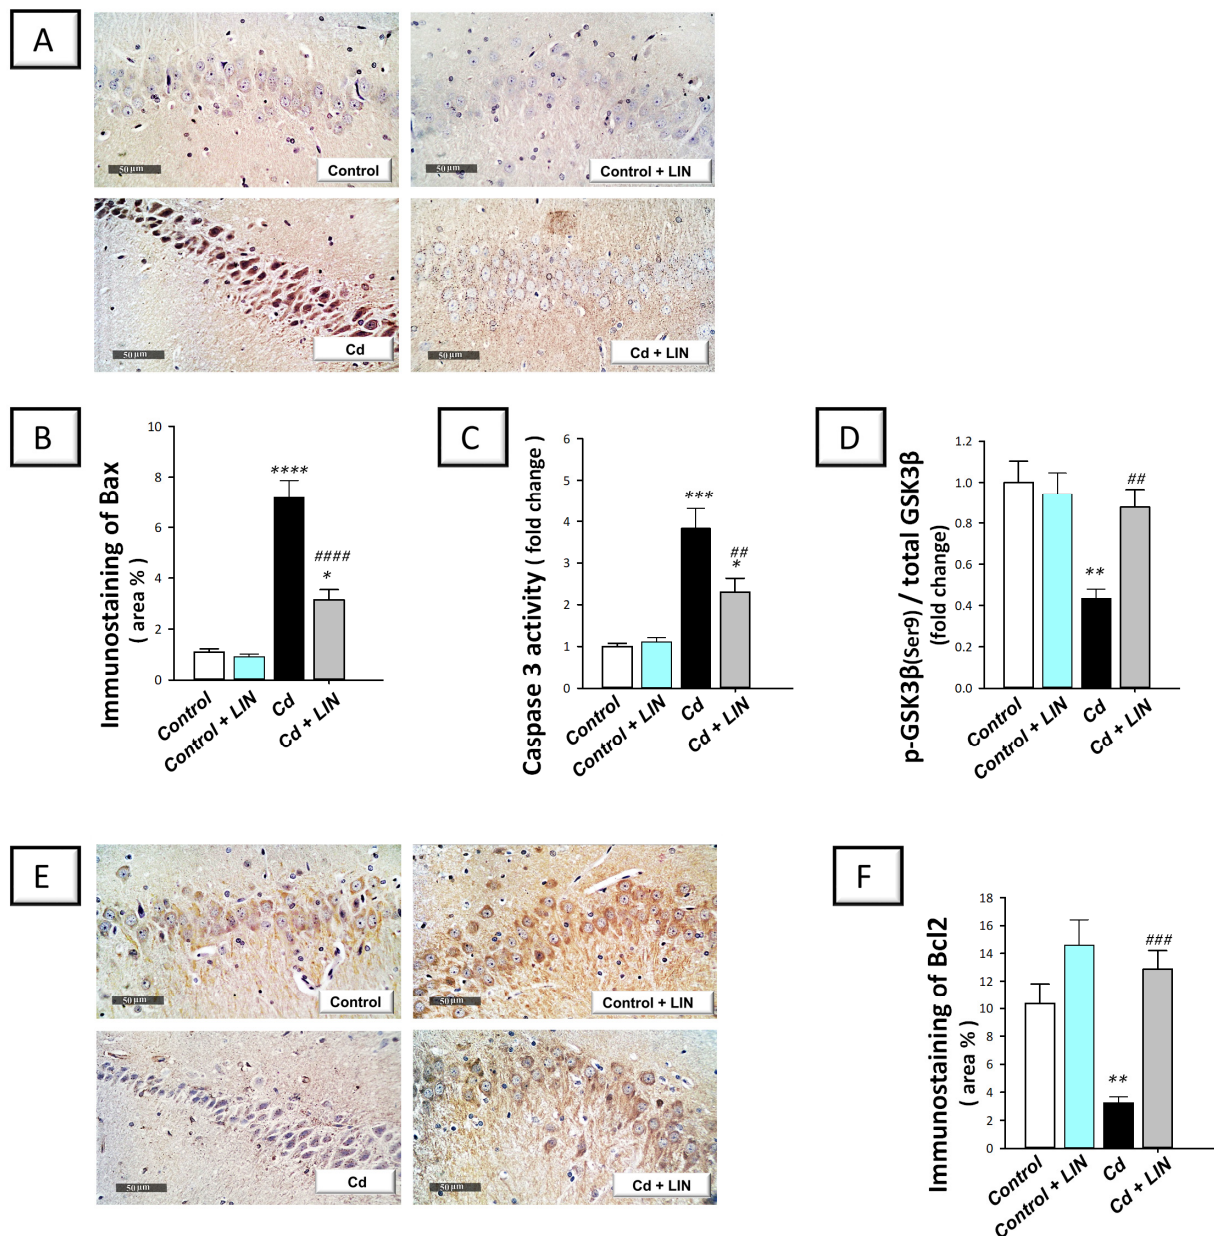 A
50 µm
Control
50 µm
Control + LIN
50 µm
Cd
50 µm
Cd + LIN
B
Immunostaining of Bax
( area % )
10
8
6
4
2
0
****
####
*
Control
Control + LIN
Cd
Cd + LIN
C
Caspase 3 activity ( fold change )
6
5
4
3
2
1
0
***
##
*
Control
Control + LIN
Cd
Cd + LIN
D
p-GSK3β(Ser9) / total GSK3β
(fold change)
1.2
1.0
0.8
0.6
0.4
0.2
0.0
**
##
Control
Control + LIN
Cd
Cd + LIN
E
50 µm
Control
50 µm
Control + LIN
50 µm
Cd
50 µm
Cd + LIN
F
Immunostaining of Bcl2
( area % )
18
16
14
12
10
8
6
4
2
0
**
###
Control
Control + LIN
Cd
Cd + LIN